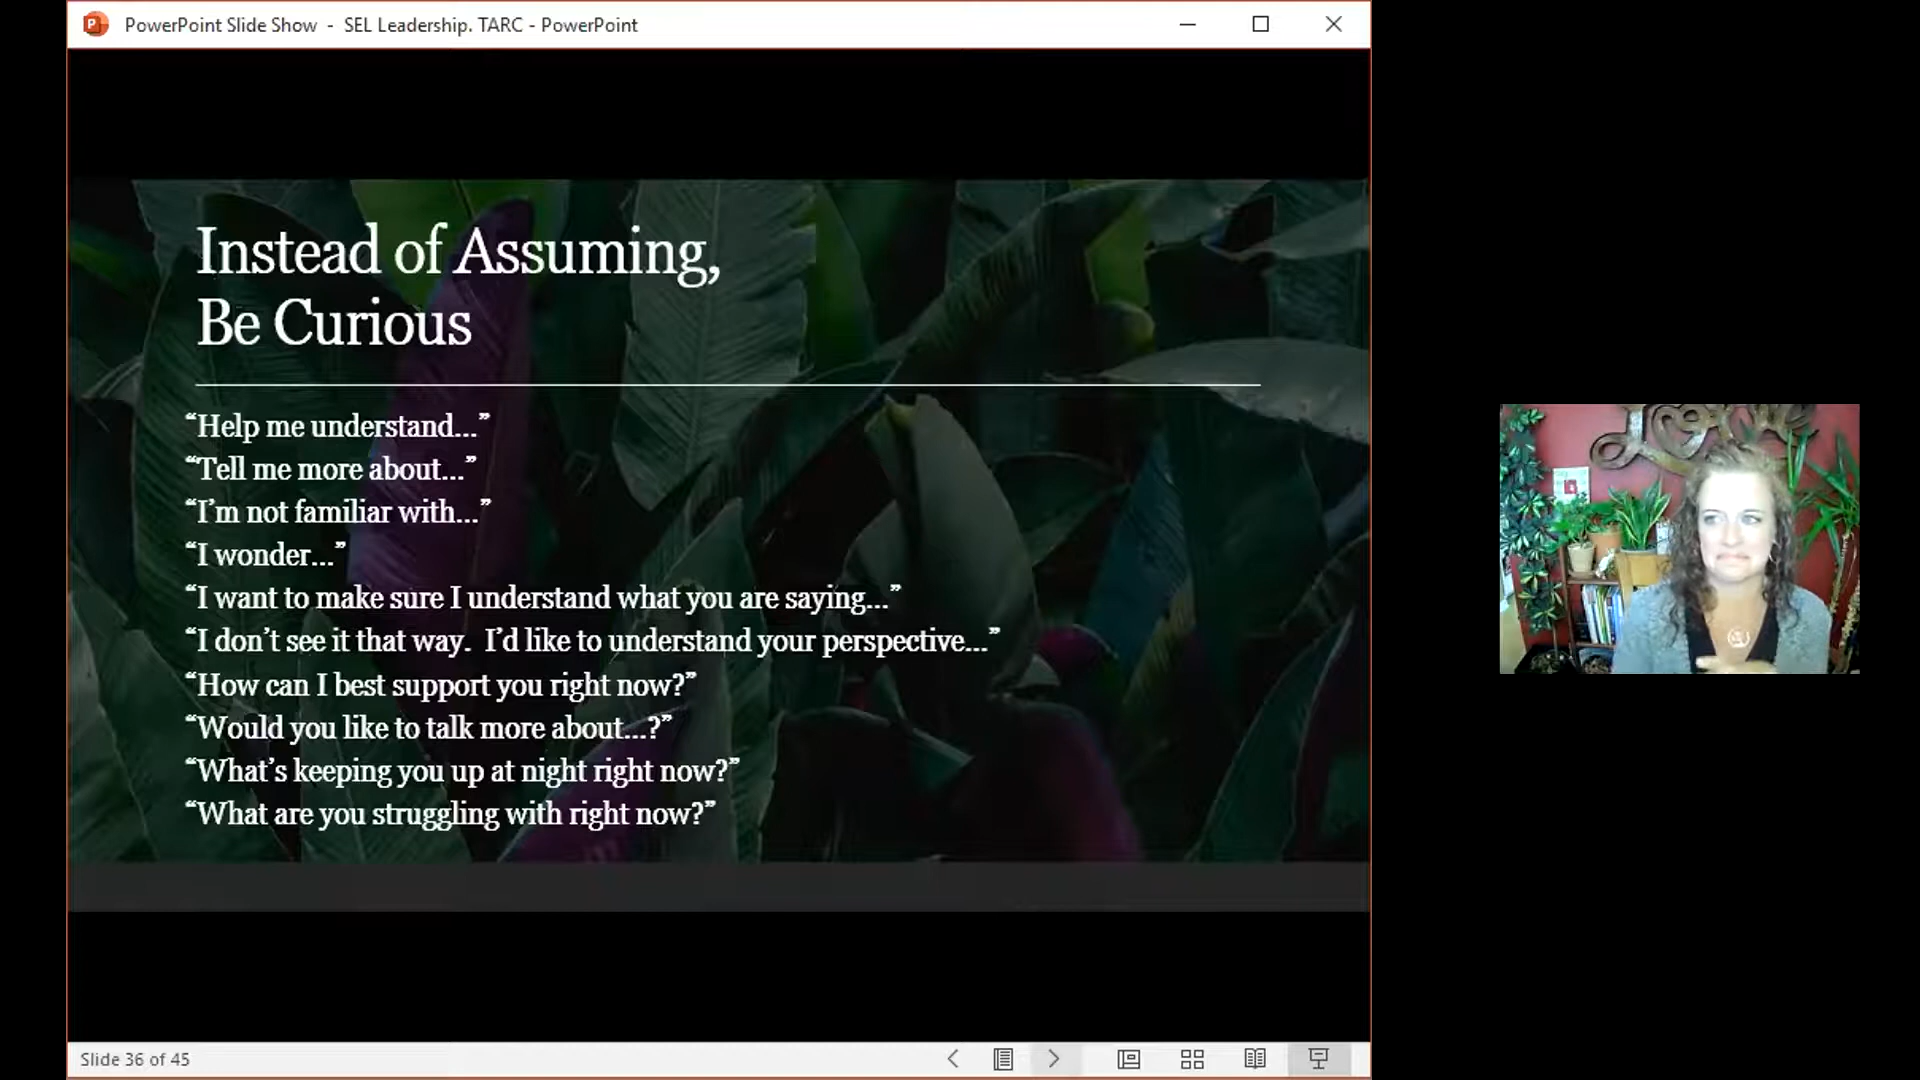 PowerPoint Slide Show - SEL Leadership. TARC - PowerPoint
Instead of Assuming,
Be Curious
“Help me understand...”
“Tell me more about...”
“I’m not familiar with...”
“I wonder...”
“I want to make sure I understand what you are saying...”
“I don’t see it that way.  I’d like to understand your perspective...”
“How can I best support you right now?”
“Would you like to talk more about...?”
“What’s keeping you up at night right now?”
“What are you struggling with right now?”
Slide 36 of 45